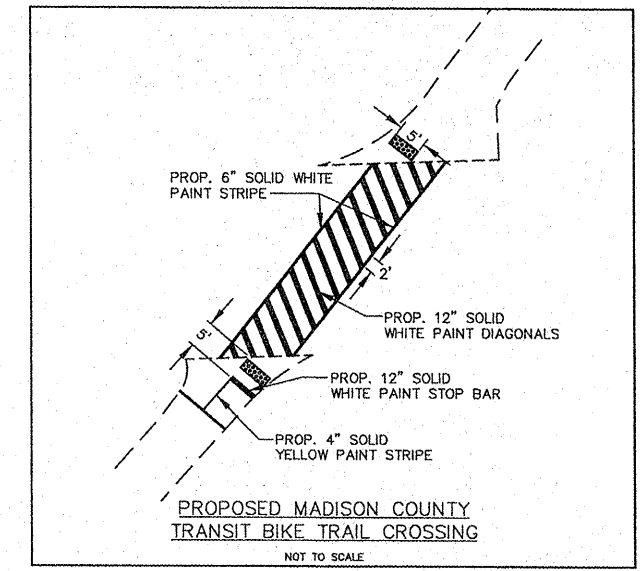 5'
PROP. 6" SOLID WHITE
PAINT STRIPE
2'
PROP. 12" SOLID
WHITE PAINT DIAGONALS
5'
PROP. 12" SOLID
WHITE PAINT STOP BAR
PROP. 4" SOLID
YELLOW PAINT STRIPE
PROPOSED MADISON COUNTY
TRANSIT BIKE TRAIL CROSSING
NOT TO SCALE